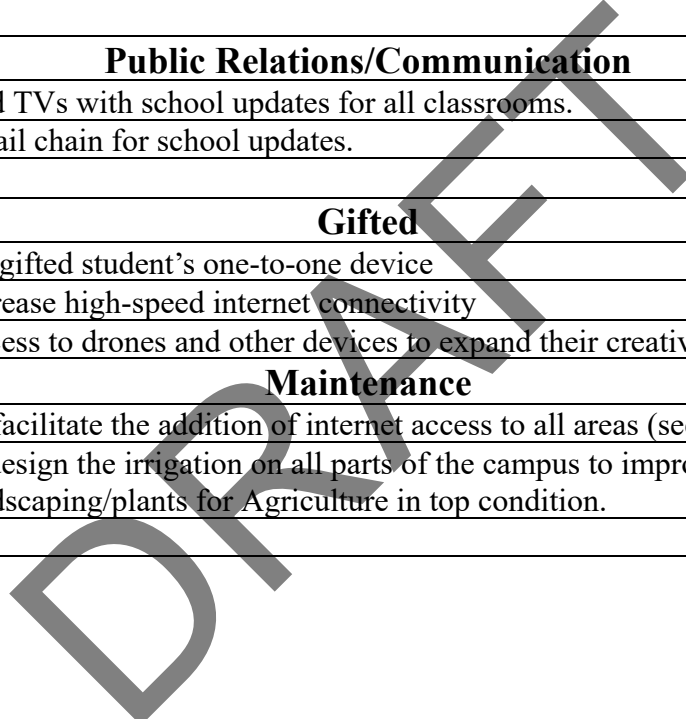 Public Relations/Communication
d TVs with school updates for all classrooms.
ail chain for school updates.
Gifted
gifted student’s one-to-one device
rease high-speed internet connectivity
ess to drones and other devices to expand their creativ
Maintenance
facilitate the addition of internet access to all areas (se
esign the irrigation on all parts of the campus to impr
dscaping/plants for Agriculture in top condition.
DRAFT